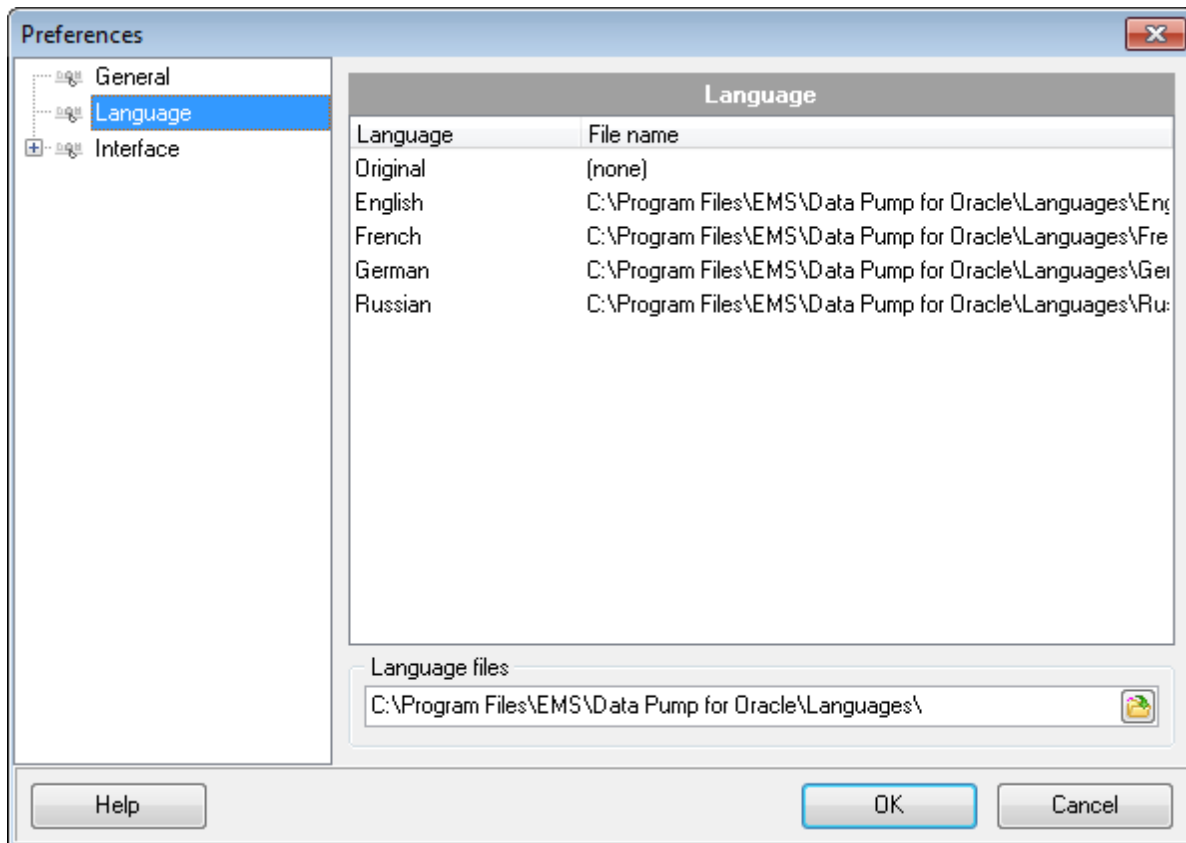 Preferences
General
Language
Interface
Language
Language File name
Original (none)
English C:\Program Files\EMS\Data Pump for Oracle\Languages\Eng
French C:\Program Files\EMS\Data Pump for Oracle\Languages\Fre
German C:\Program Files\EMS\Data Pump for Oracle\Languages\Ger
Russian C:\Program Files\EMS\Data Pump for Oracle\Languages\Rus
Language files
C:\Program Files\EMS\Data Pump for Oracle\Languages\
Help OK Cancel